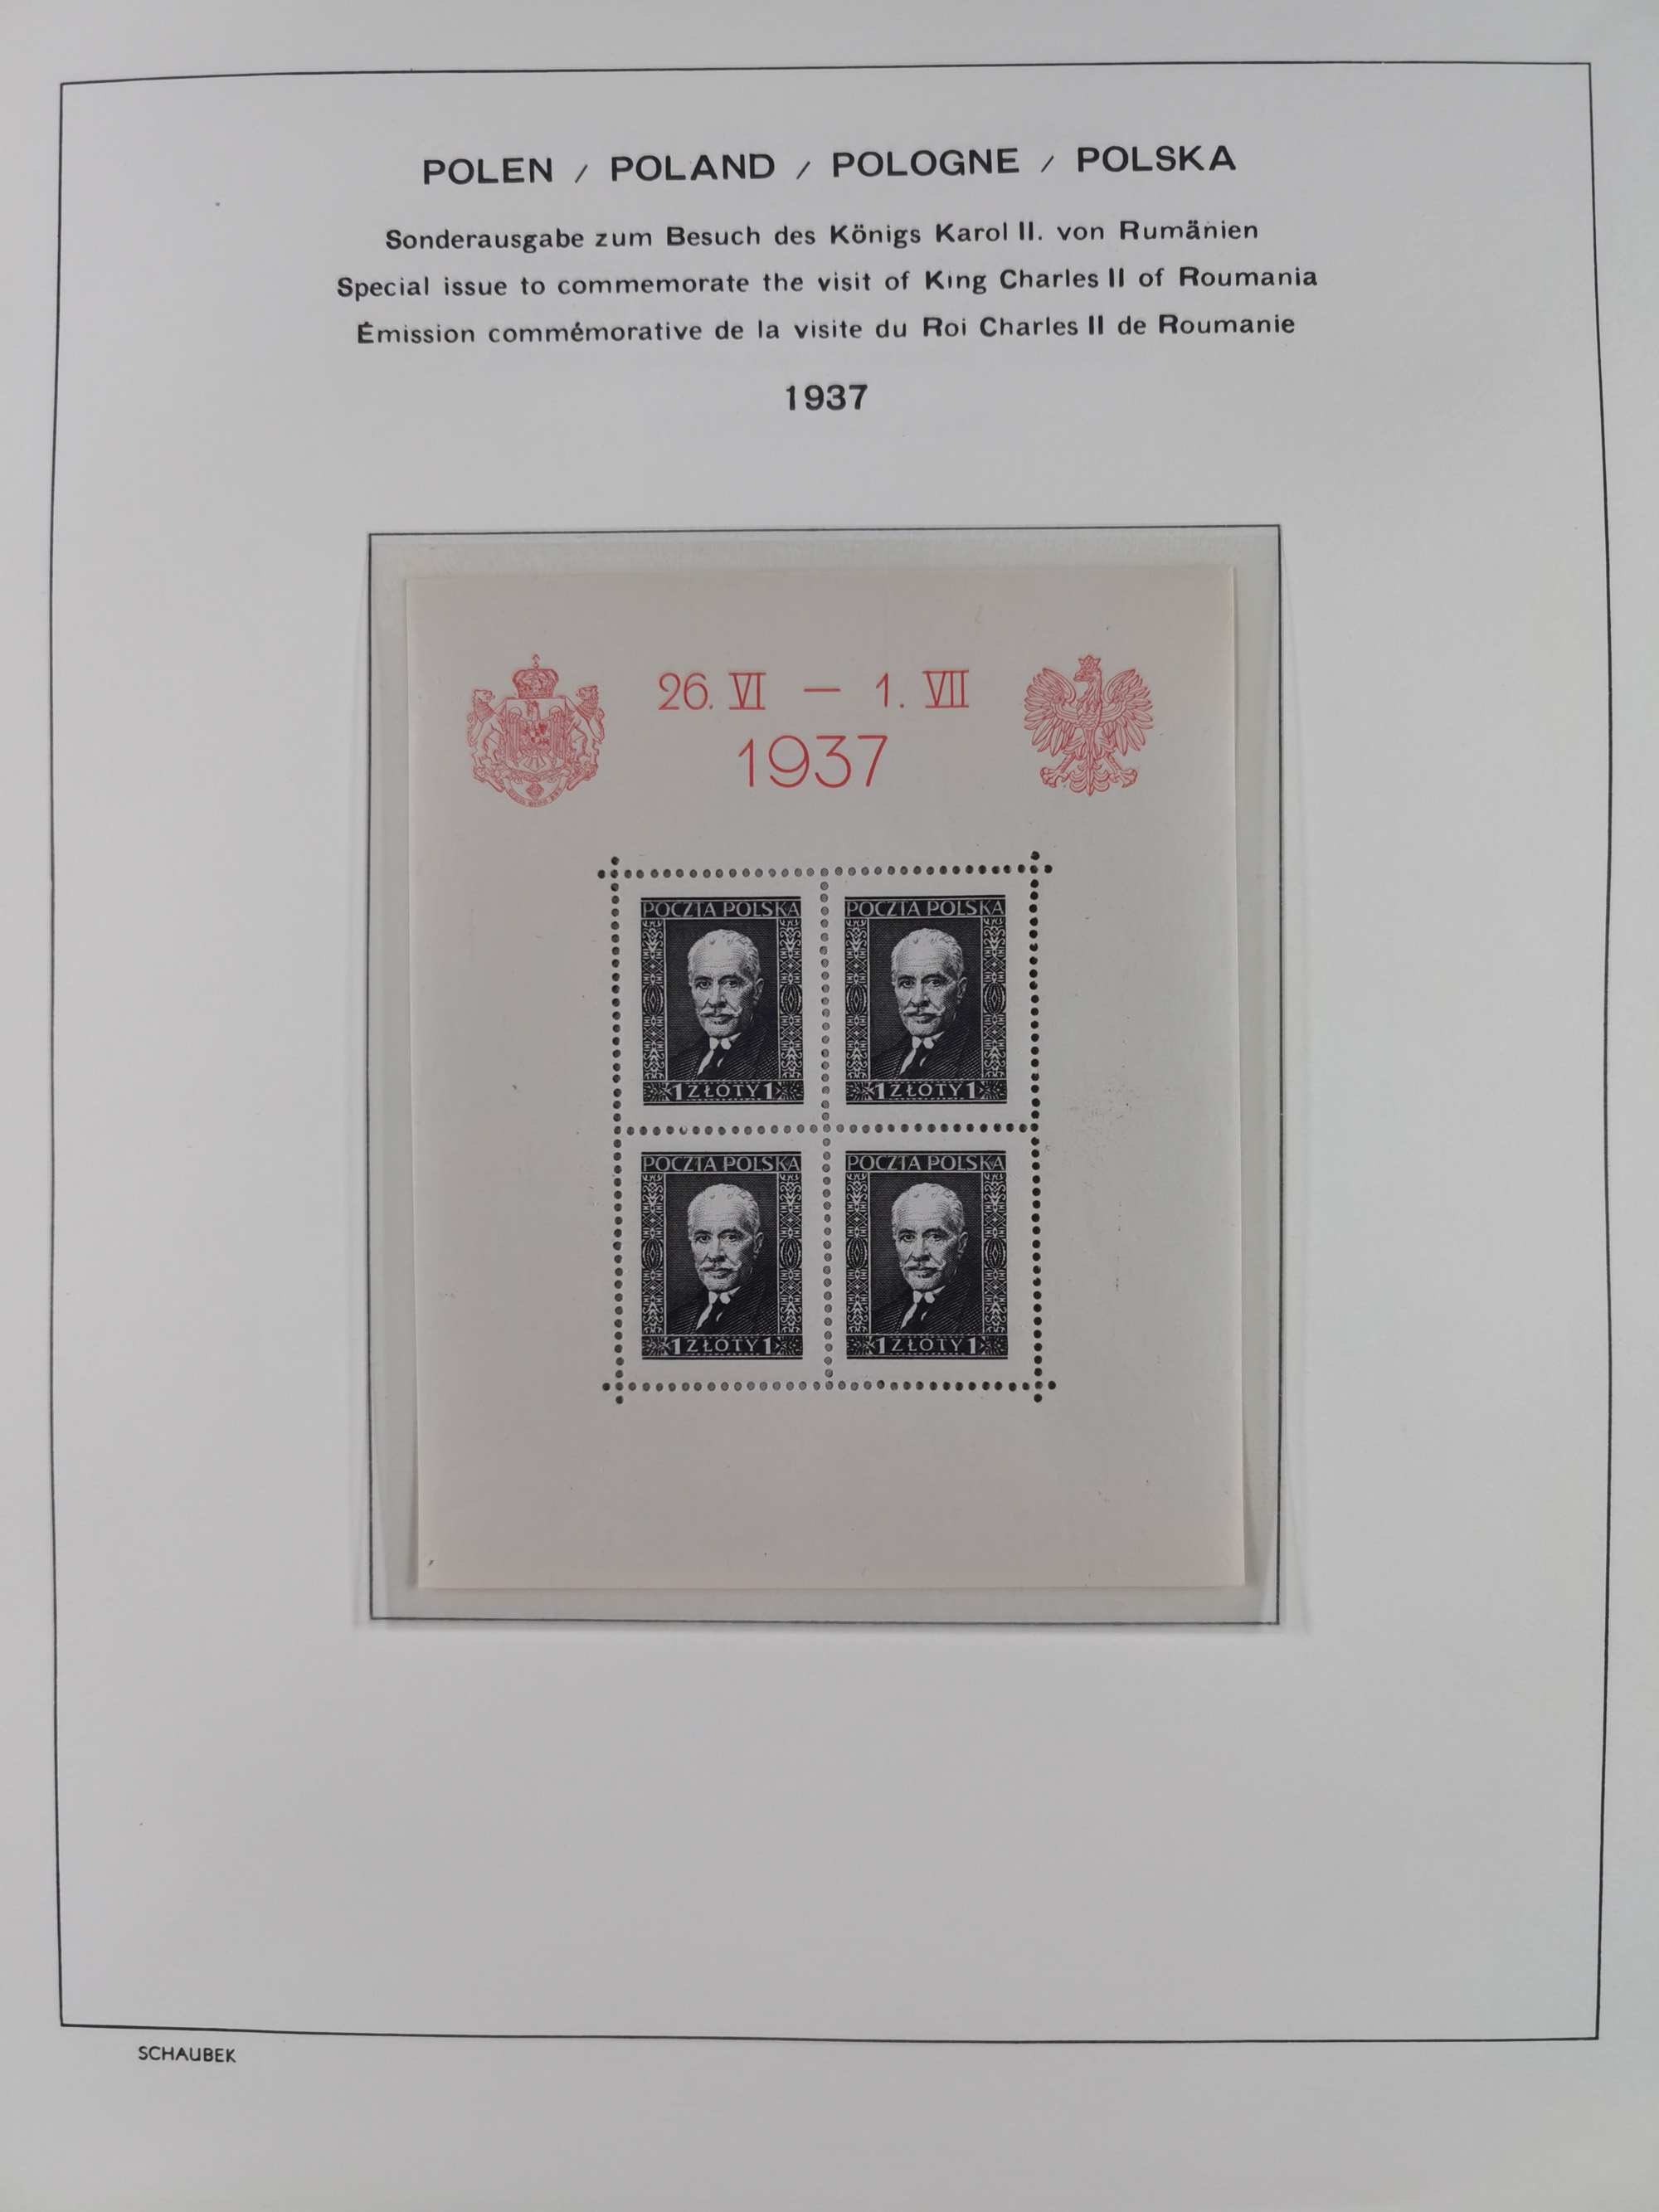 POLEN / POLAND / POLOGNE / POLSKA
Sonderausgabe zum Besuch des Königs Karol II. von Rumänien
Special issue to commemorate the visit of King Charles II of Roumania
Émission commémorative de la visite du Roi Charles II de Roumanie
1937
26. VI — 1. VII
1937
POCZTA POLSKA POCZTA POLSKA
1 ZŁOTY 1 1 ZŁOTY 1
POCZTA POLSKA POCZTA POLSKA
1 ZŁOTY 1 1 ZŁOTY 1
SCHAUBEK